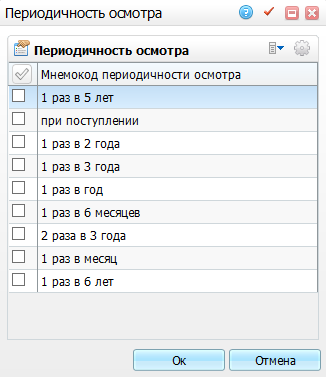 Периодичность осмотра
Периодичность осмотра
Мнемокод периодичности осмотра
1 раз в 5 лет
при поступлении
1 раз в 2 года
1 раз в 3 года
1 раз в год
1 раз в 6 месяцев
2 раза в 3 года
1 раз в месяц
1 раз в 6 лет
Ок
Отмена